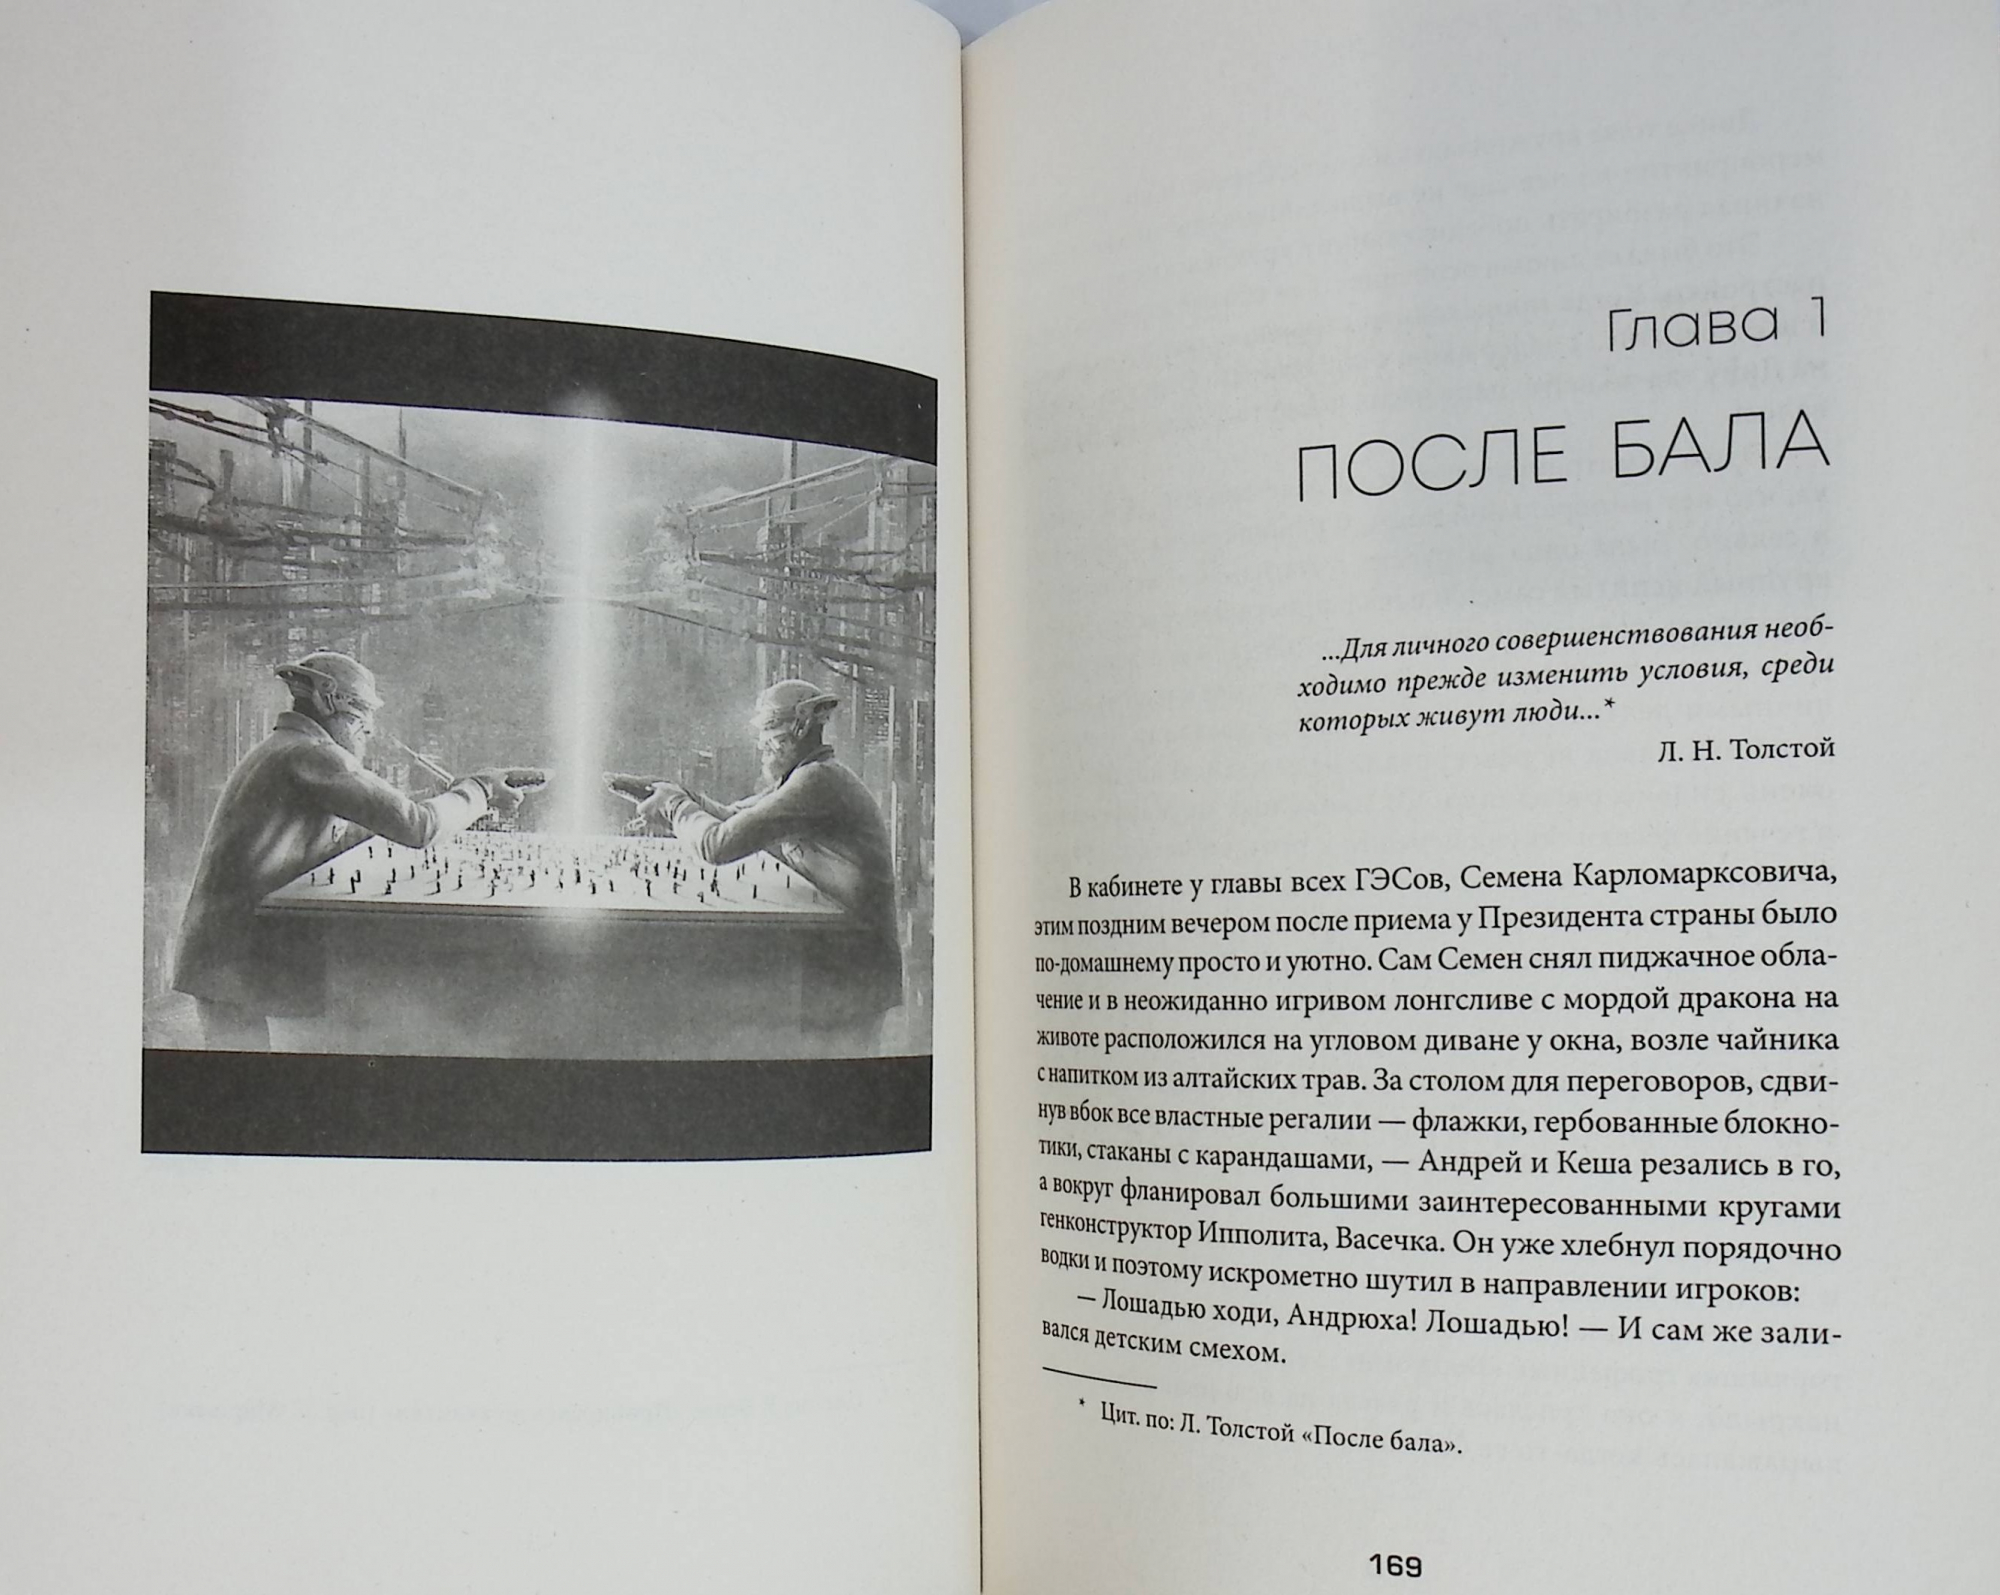 Глава 1
ПОСЛЕ БАЛА
...Для личного совершенствования необ-
ходимо прежде изменить условия, среди
которых живут люди...*
Л. Н. Толстой
В кабинете у главы всех ГЭСов, Семена Карломарксовича,
этим поздним вечером после приема у Президента страны было
по-домашнему просто и уютно. Сам Семен снял пиджачное обла-
чение и в неожиданно игривом лонгсливе с мордой дракона на
животе расположился на угловом диване у окна, возле чайника
с напитком из алтайских трав. За столом для переговоров, сдви-
нув вбок все властные регалии — флажки, гербованные блокно-
тики, стаканы с карандашами, — Андрей и Кеша резались в го,
а вокруг фланировал большими заинтересованными кругами
генконструктор Ипполита, Васечка. Он уже хлебнул порядочно
водки и поэтому искрометно шутил в направлении игроков:
— Лошадью ходи, Андрюха! Лошадью! — И сам же зали-
вался детским смехом.
* Цит. по: Л. Толстой «После бала».
169